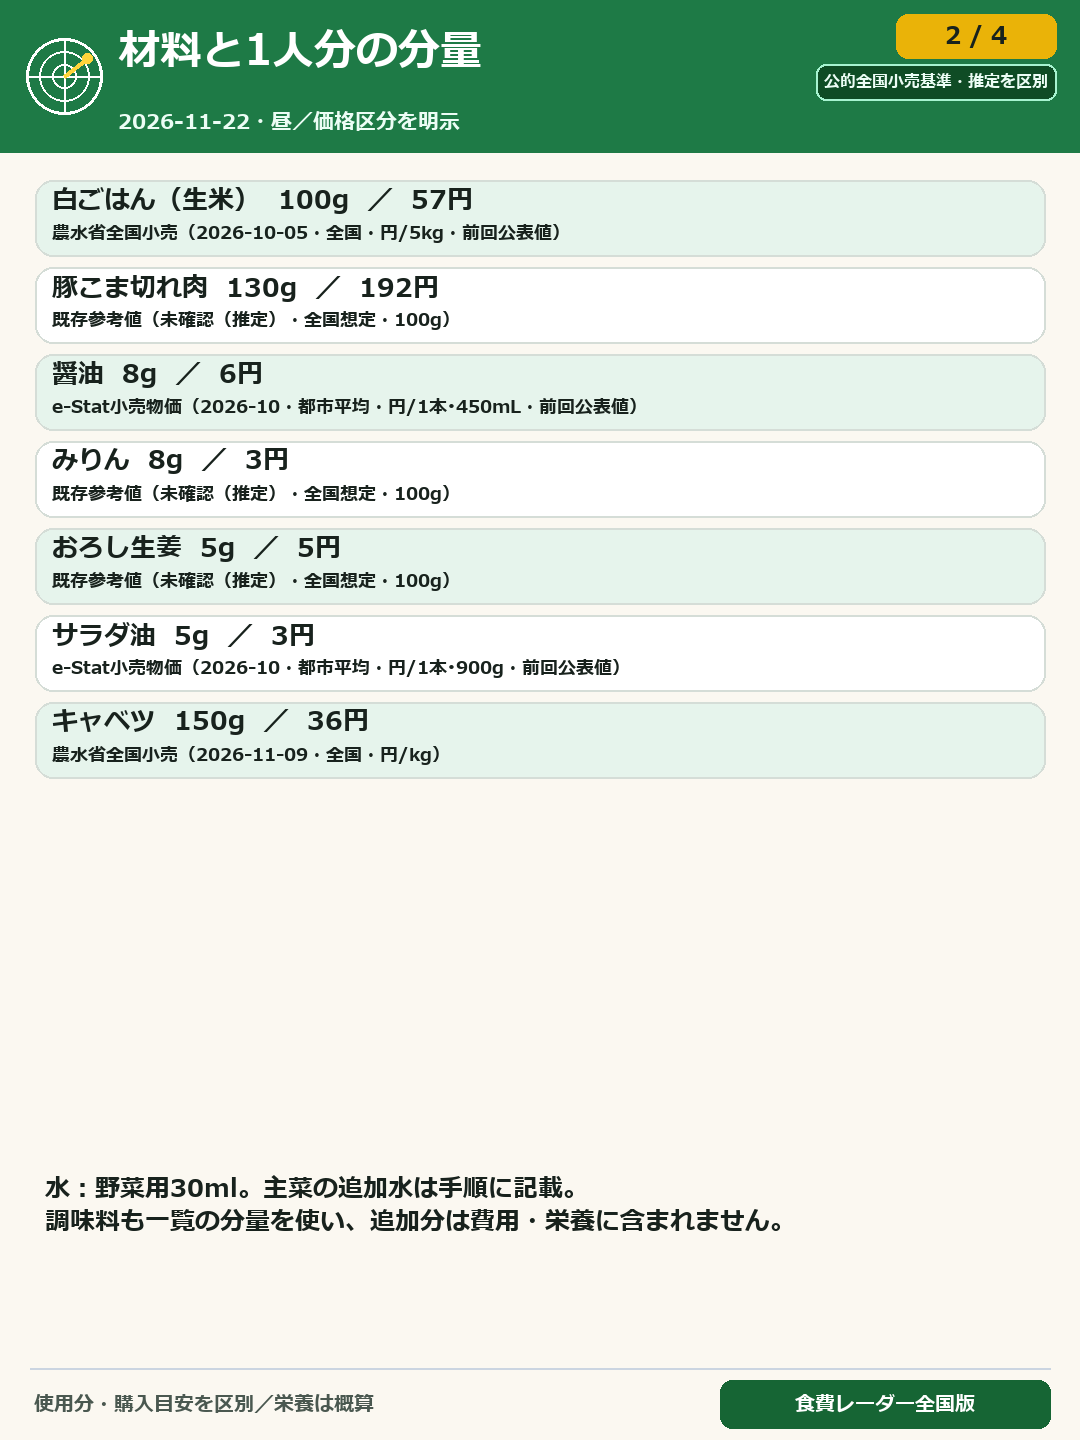 材料と1人分の分量
2 / 4
公的全国小売基準・推定を区別
2026-11-22・昼／価格区分を明示
白ごはん（生米） 100g ／ 57円
農水省全国小売（2026-10-05・全国・円/5kg・前回公表値）
豚こま切れ肉 130g ／ 192円
既存参考値（未確認（推定）・全国想定・100g）
醤油 8g ／ 6円
e-Stat小売物価（2026-10・都市平均・円/1本･450mL・前回公表値）
みりん 8g ／ 3円
既存参考値（未確認（推定）・全国想定・100g）
おろし生姜 5g ／ 5円
既存参考値（未確認（推定）・全国想定・100g）
サラダ油 5g ／ 3円
e-Stat小売物価（2026-10・都市平均・円/1本･900g・前回公表値）
キャベツ 150g ／ 36円
農水省全国小売（2026-11-09・全国・円/kg）
水：野菜用30ml。主菜の追加水は手順に記載。
調味料も一覧の分量を使い、追加分は費用・栄養に含まれません。
使用分・購入目安を区別／栄養は概算
食費レーダー全国版